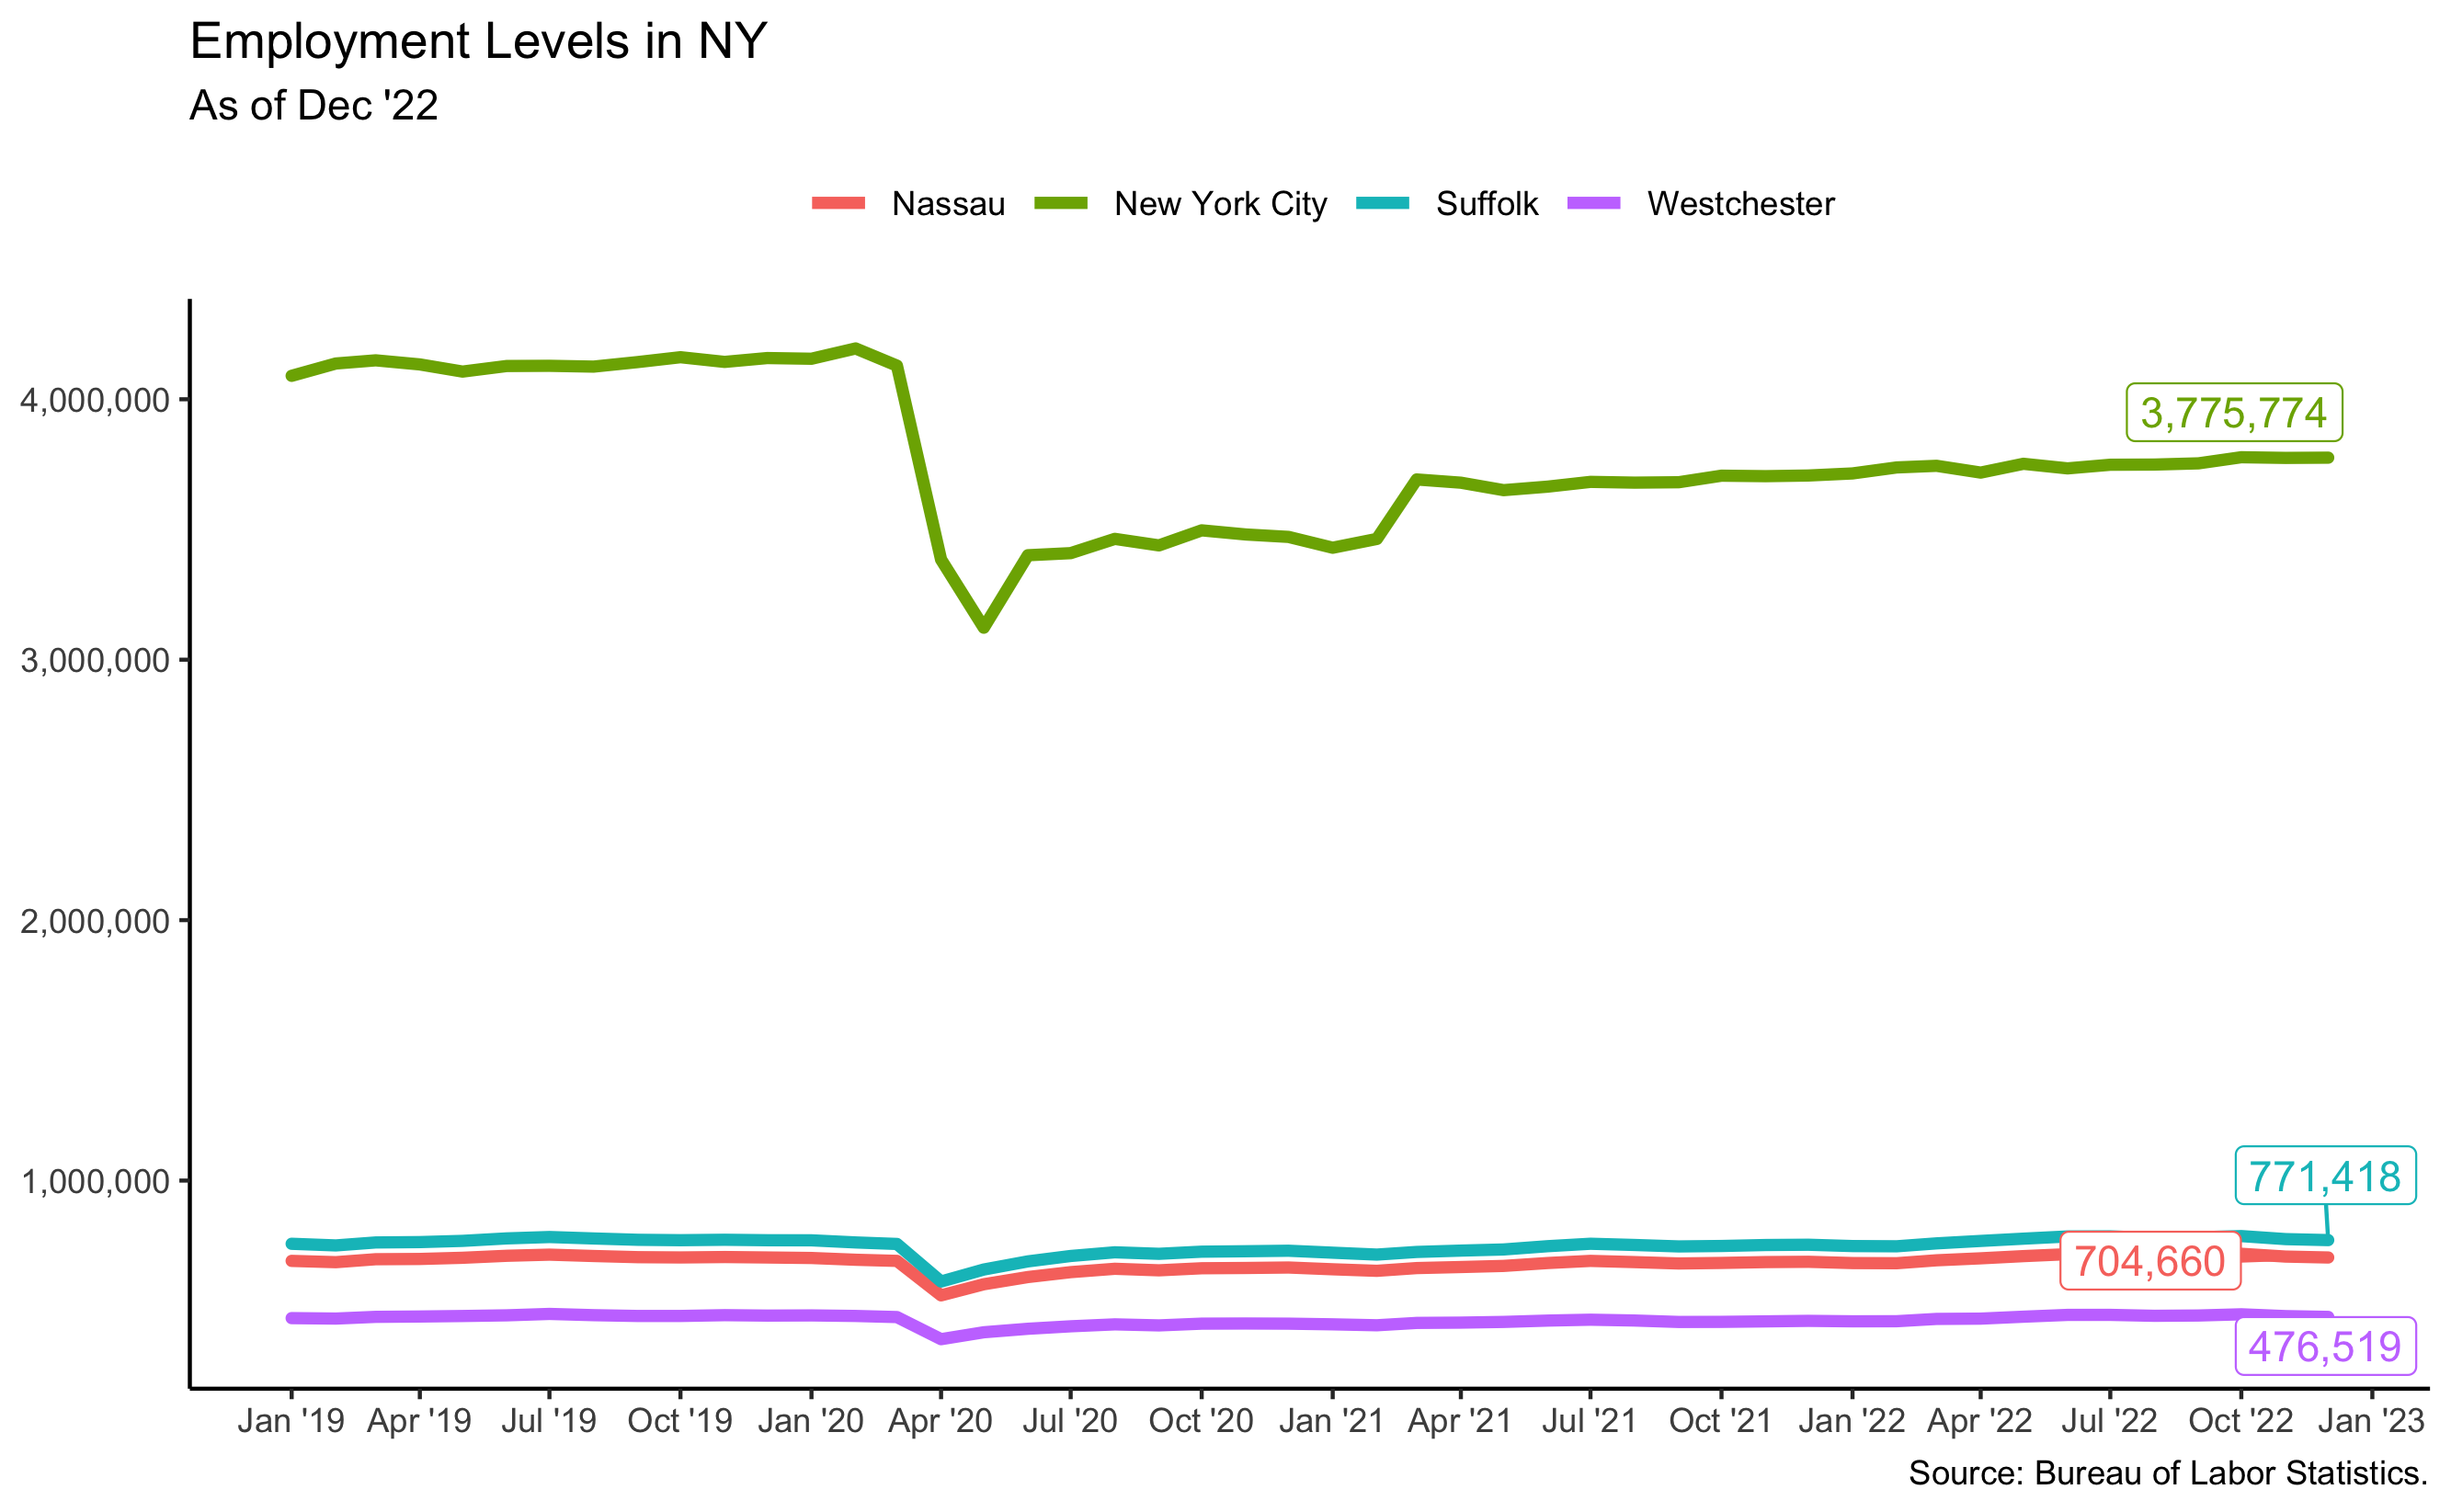 Employment Levels in NY
As of Dec '22
Nassau New York City Suffolk Westchester
4,000,000
3,775,774
3,000,000
2,000,000
1,000,000
771,418
704,660
476,519
Jan '19 Apr '19 Jul '19 Oct '19 Jan '20 Apr '20 Jul '20 Oct '20 Jan '21 Apr '21 Jul '21 Oct '21 Jan '22 Apr '22 Jul '22 Oct '22 Jan '23
Source: Bureau of Labor Statistics.